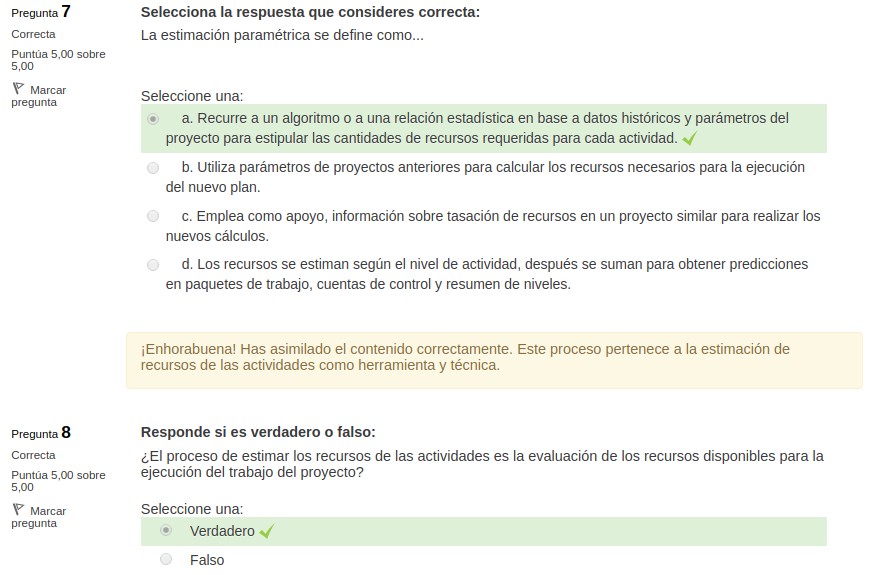 Pregunta 7
Correcta
Puntúa 5,00 sobre
5,00
Marcar
pregunta
Selecciona la respuesta que consideres correcta:
La estimación paramétrica se define como...
Seleccione una:
a. Recurre a un algoritmo o a una relación estadística en base a datos históricos y parámetros del
proyecto para estipular las cantidades de recursos requeridas para cada actividad.
b. Utiliza parámetros de proyectos anteriores para calcular los recursos necesarios para la ejecución
del nuevo plan.
c. Emplea como apoyo, información sobre tasación de recursos en un proyecto similar para realizar los
nuevos cálculos.
d. Los recursos se estiman según el nivel de actividad, después se suman para obtener predicciones
en paquetes de trabajo, cuentas de control y resumen de niveles.
¡Enhorabuena! Has asimilado el contenido correctamente. Este proceso pertenece a la estimación de
recursos de las actividades como herramienta y técnica.
Pregunta 8
Correcta
Puntúa 5,00 sobre
5,00
Marcar
pregunta
Responde si es verdadero o falso:
¿El proceso de estimar los recursos de las actividades es la evaluación de los recursos disponibles para la
ejecución del trabajo del proyecto?
Seleccione una:
Verdadero
Falso